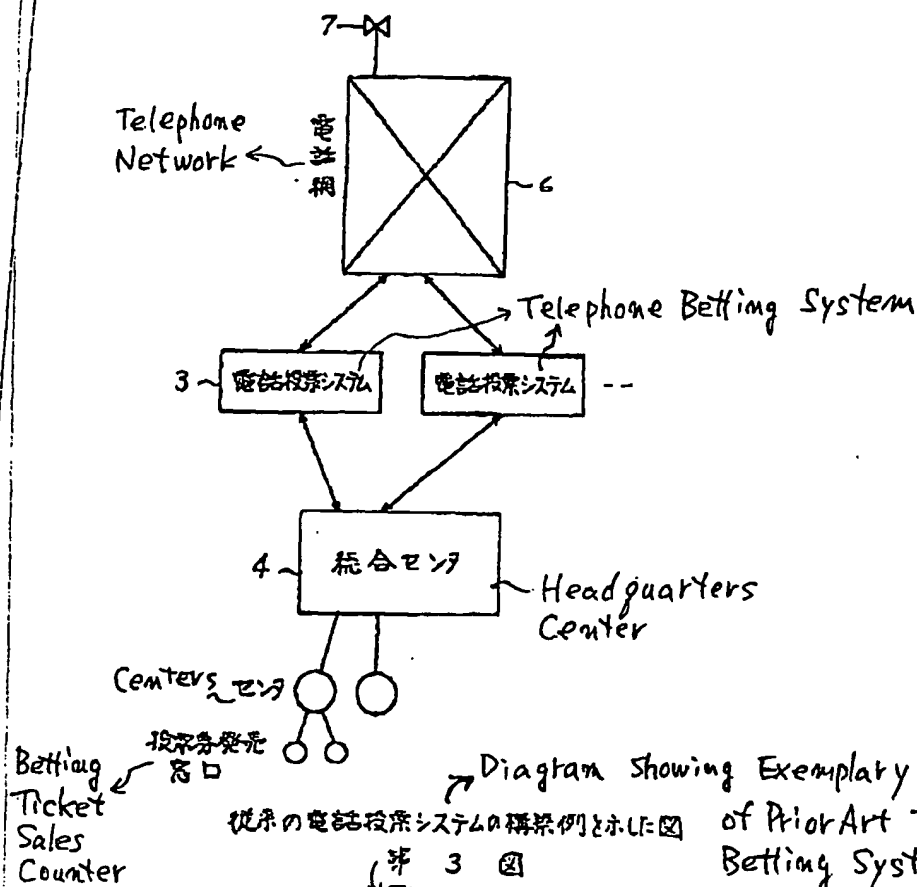 7
Telephone
Network
電話網
6
Telephone Betting System
3
電話投票システム
電話投票システム
--
4
総合センタ
Headquarters
Center
Centers
センタ
投票券発売
窓口
Betting
Ticket
Sales
Counter
Diagram Showing Exemplary
従来の電話投票システムの構築例を示した図
of Prior Art
Betting Syst
第 3 図